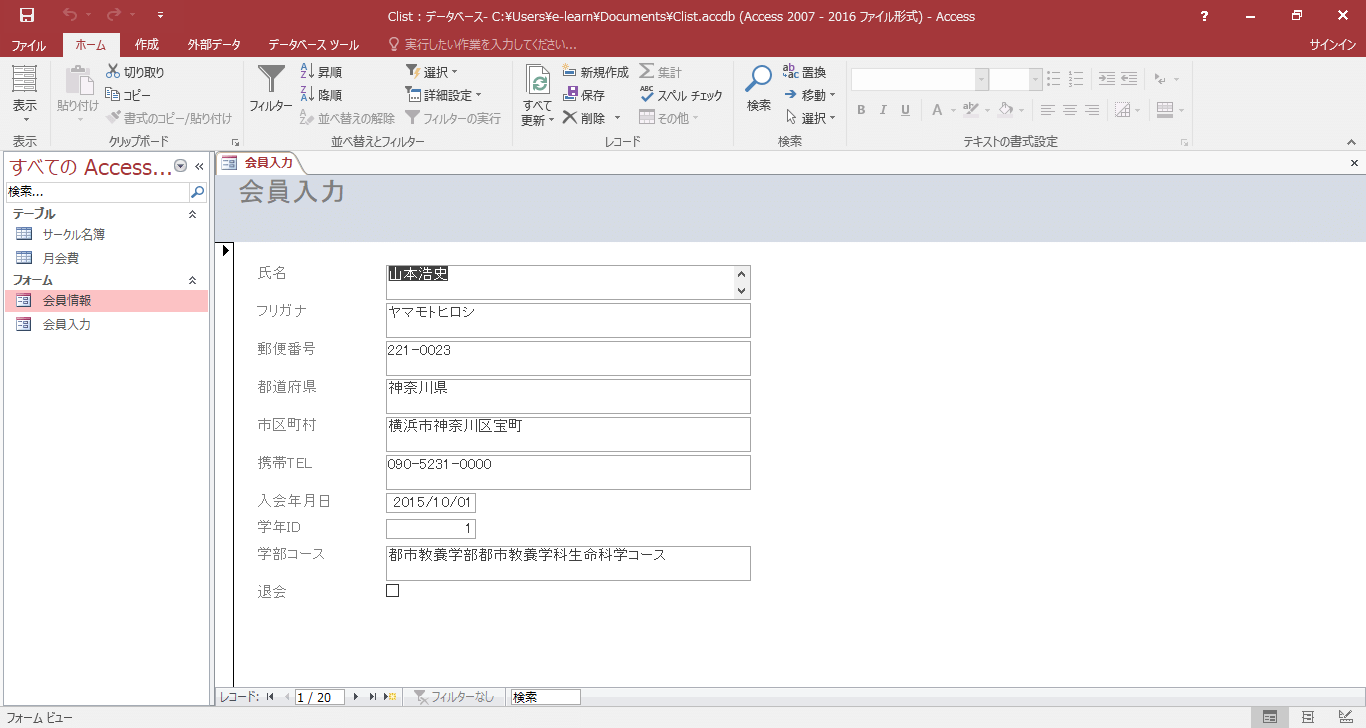 Clist : データベース- C:¥Users¥e-learn¥Documents¥Clist.accdb (Access 2007 - 2016 ファイル形式) - Access
?
ファイル ホーム 作成 外部データ データベース ツール 実行したい作業を入力してください... サインイン
表示
表示
貼り付け
切り取り
コピー
書式のコピー/貼り付け
クリップボード
フィルター
昇順
降順
並べ替えの解除
選択
詳細設定
フィルターの実行
並べ替えとフィルター
すべて
更新
新規作成
保存
削除
集計
スペル チェック
その他
レコード
検索
置換
移動
選択
検索
B I U A
テキストの書式設定
すべての Access...
検索...
テーブル
サークル名簿
月会費
フォーム
会員情報
会員入力
会員入力
会員入力
氏名 山本浩史
フリガナ ヤマモトヒロシ
郵便番号 221-0023
都道府県 神奈川県
市区町村 横浜市神奈川区宝町
携帯TEL 090-5231-0000
入会年月日 2015/10/01
学年ID 1
学部コース 都市教養学部都市教養学科生命科学コース
退会
レコード: 1 / 20 フィルターなし 検索
フォーム ビュー